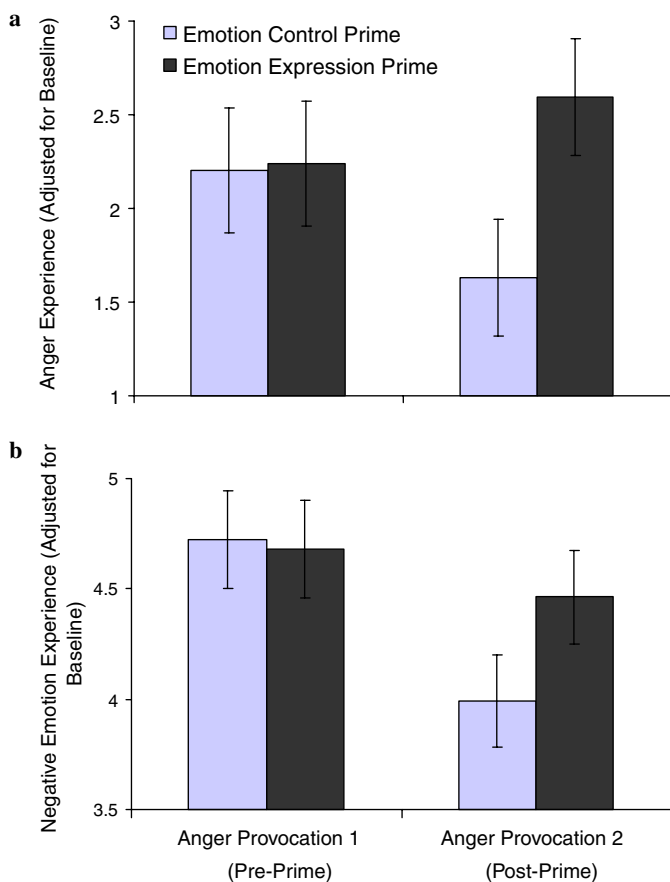 a
Anger Experience (Adjusted for Baseline)
3
2.5
2
1.5
1
Emotion Control Prime
Emotion Expression Prime
b
Negative Emotion Experience (Adjusted for
Baseline)
5
4.5
4
3.5
Anger Provocation 1
(Pre-Prime)
Anger Provocation 2
(Post-Prime)